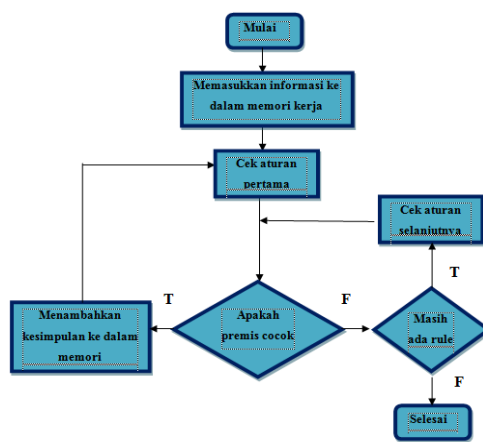 Mulai
Memasukkan informasi ke
dalam memori kerja
Cek aturan
pertama
Cek aturan
selanjutnya
T
Apakah
premis cocok
F
T
Menambahkan
kesimpulan ke dalam
memori
Masih
ada rule
F
Selesai